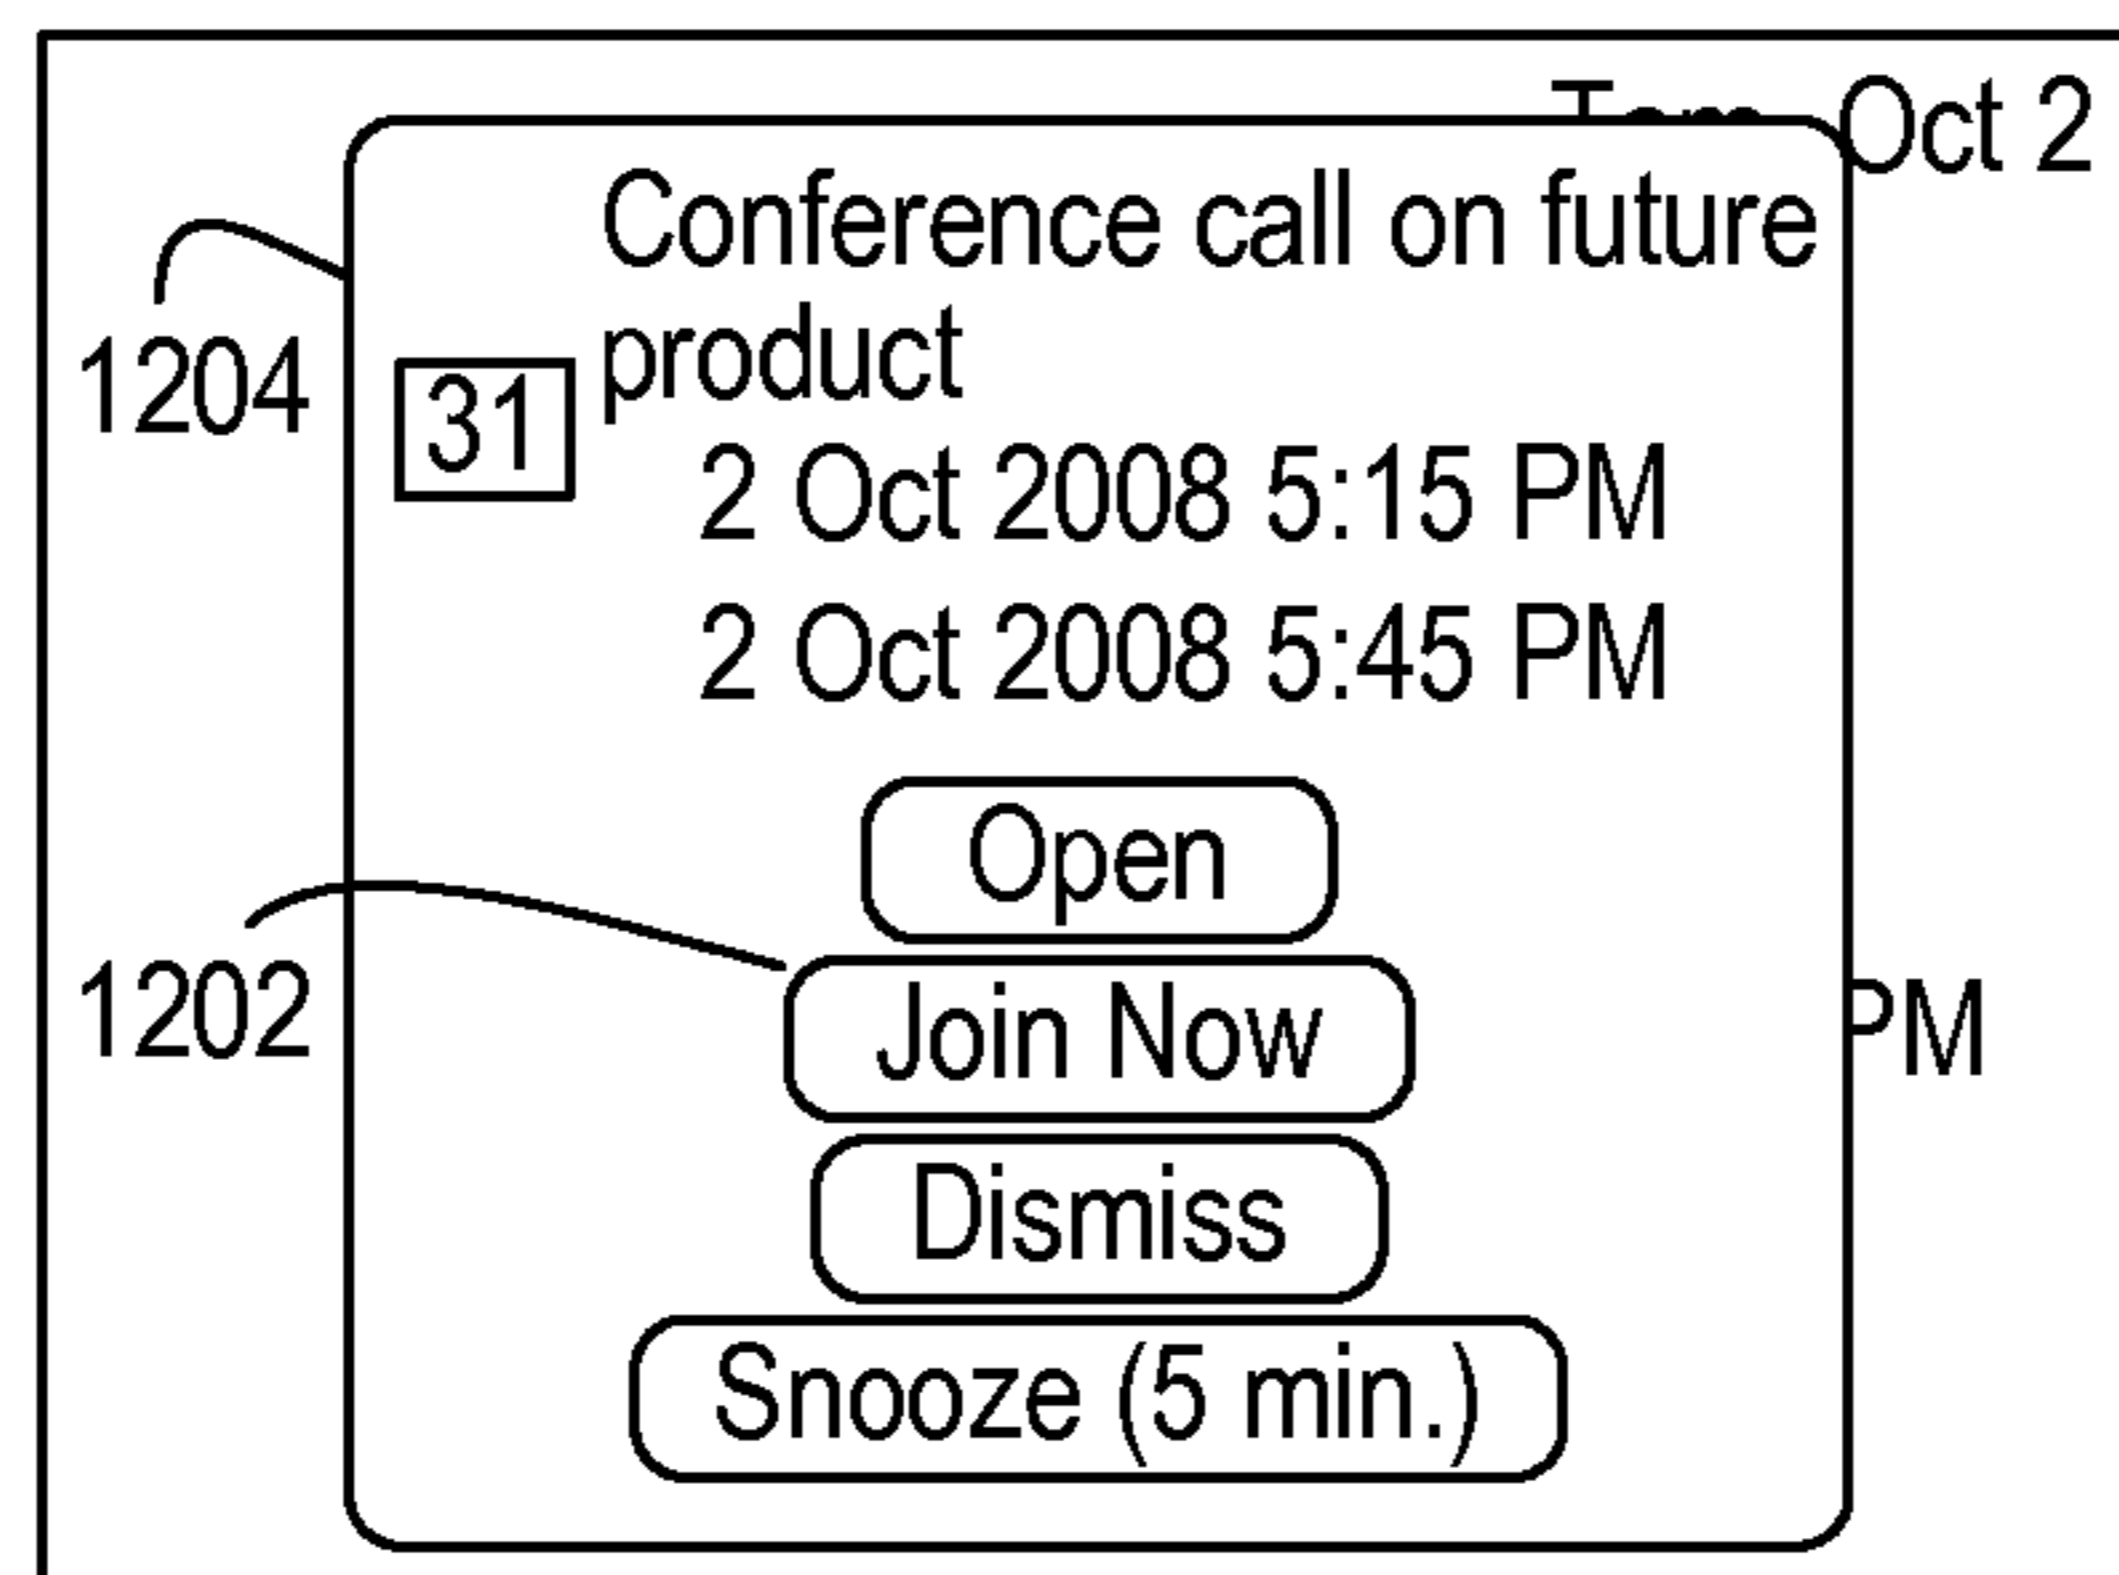 Oct 2
Conference call on future
product
1204
31
2 Oct 2008 5:15 PM
2 Oct 2008 5:45 PM
Open
1202
Join Now
PM
Dismiss
Snooze (5 min.)